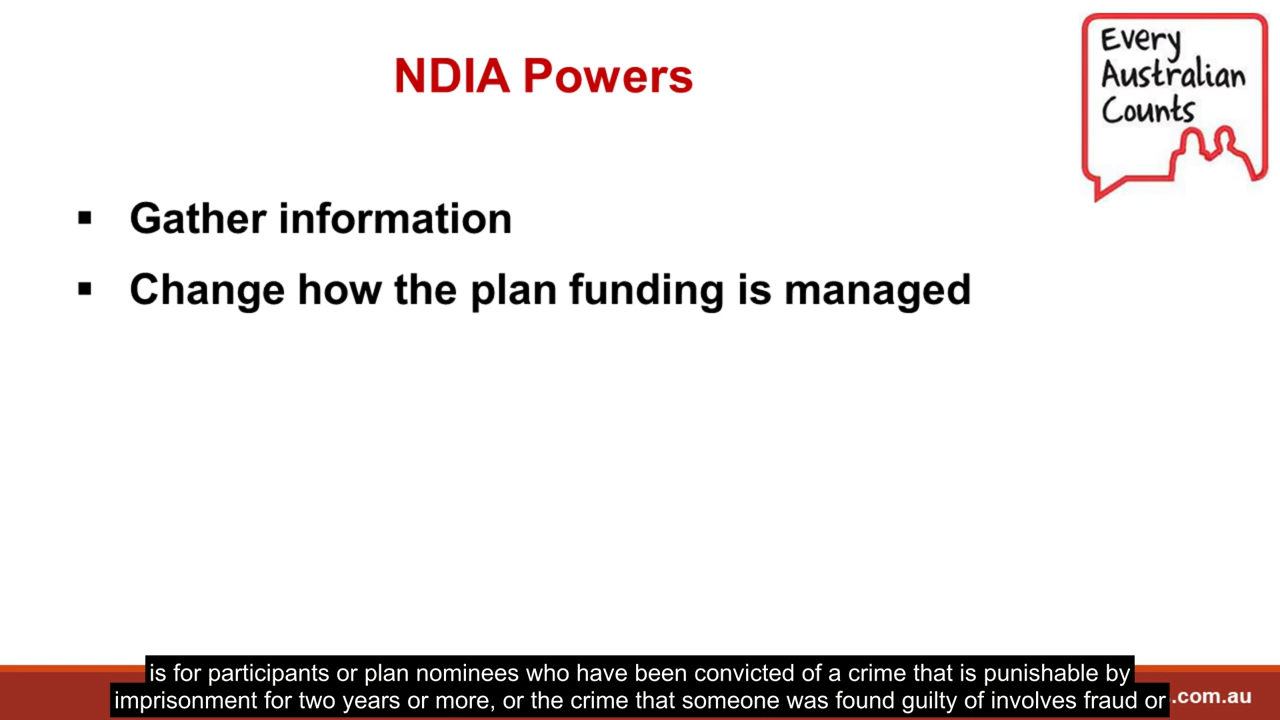 NDIA Powers
Every
Australian
Counts
▪ Gather information
▪ Change how the plan funding is managed
is for participants or plan nominees who have been convicted of a crime that is punishable by
imprisonment for two years or more, or the crime that someone was found guilty of involves fraud or
.com.au